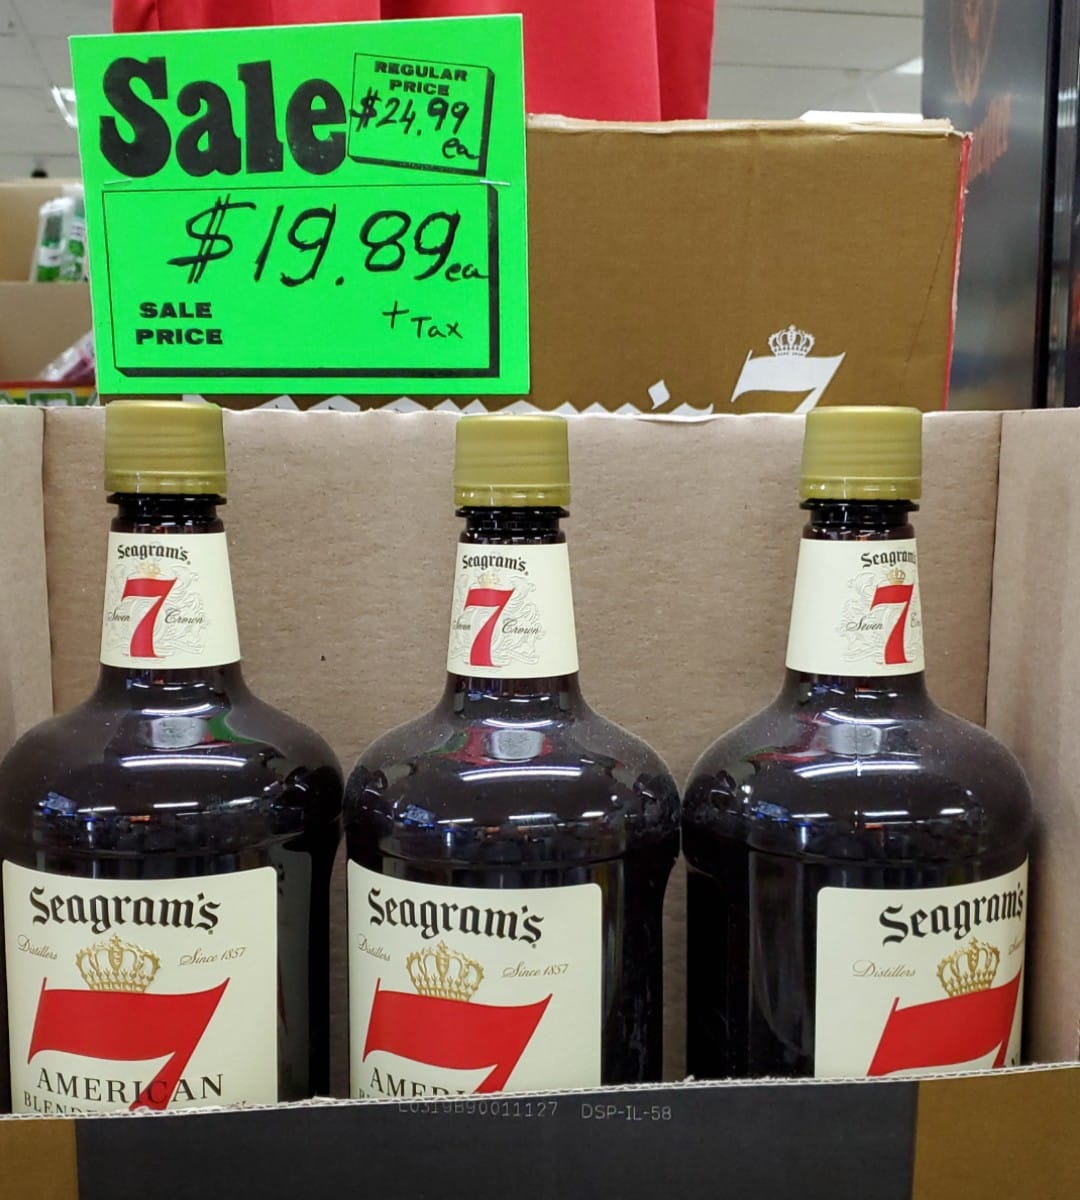 Sale
REGULAR
PRICE
$24.99
ea
$19.89 ea
SALE
PRICE
+ Tax
7
Seagram's
7
Seven Crown
Seagram's
7
Seven Crown
Seagram's
7
Seven
Seagram's
Distillers Since 1857
7
AMERICAN
Seagram's
Distillers Since 1857
7
Seagram's
Distillers
7
L0319B90011127 DSP-IL-58